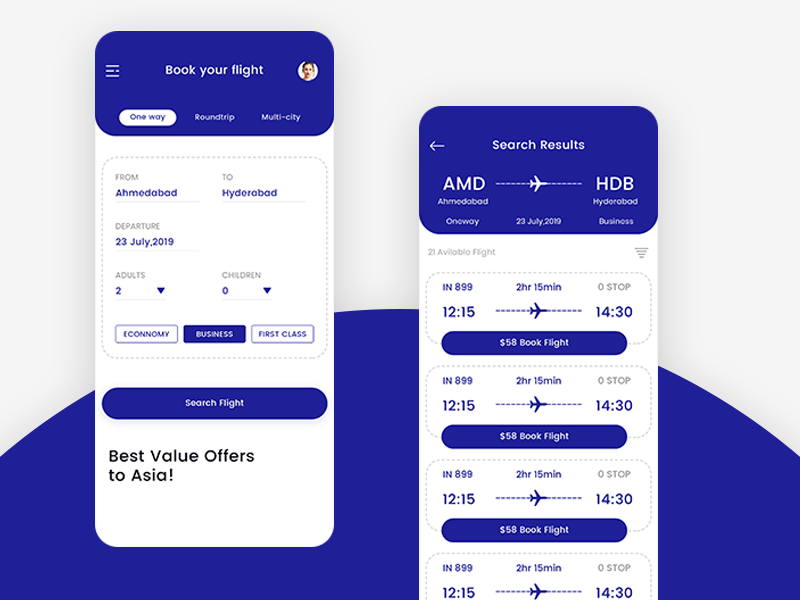 Book your flight
One way Roundtrip Multi-city
FROM TO
Ahmedabad Hyderabad
DEPARTURE
23 July,2019
ADULTS CHILDREN
2 0
ECONNOMY BUSINESS FIRST CLASS
Search Flight
Best Value Offers
to Asia!
Search Results
AMD HDB
Ahmedabad Hyderabad
Oneway 23 July,2019 Business
21 Avilable Flight
IN 899 2hr 15min 0 STOP
12:15 14:30
$58 Book Flight
IN 899 2hr 15min 0 STOP
12:15 14:30
$58 Book Flight
IN 899 2hr 15min 0 STOP
12:15 14:30
$58 Book Flight
IN 899 2hr 15min 0 STOP
12:15 14:30